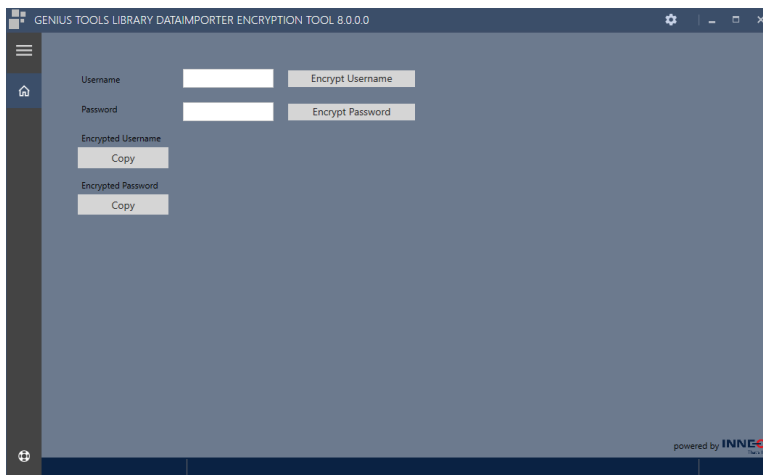 GENIUS TOOLS LIBRARY DATAIMPORTER ENCRYPTION TOOL 8.0.0.0
Username
Encrypt Username
Password
Encrypt Password
Encrypted Username
Copy
Encrypted Password
Copy
powered by INNEO